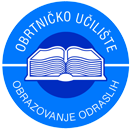 OBRTNIČKO UČILIŠTE
OBRAZOVANJE ODRASLIH